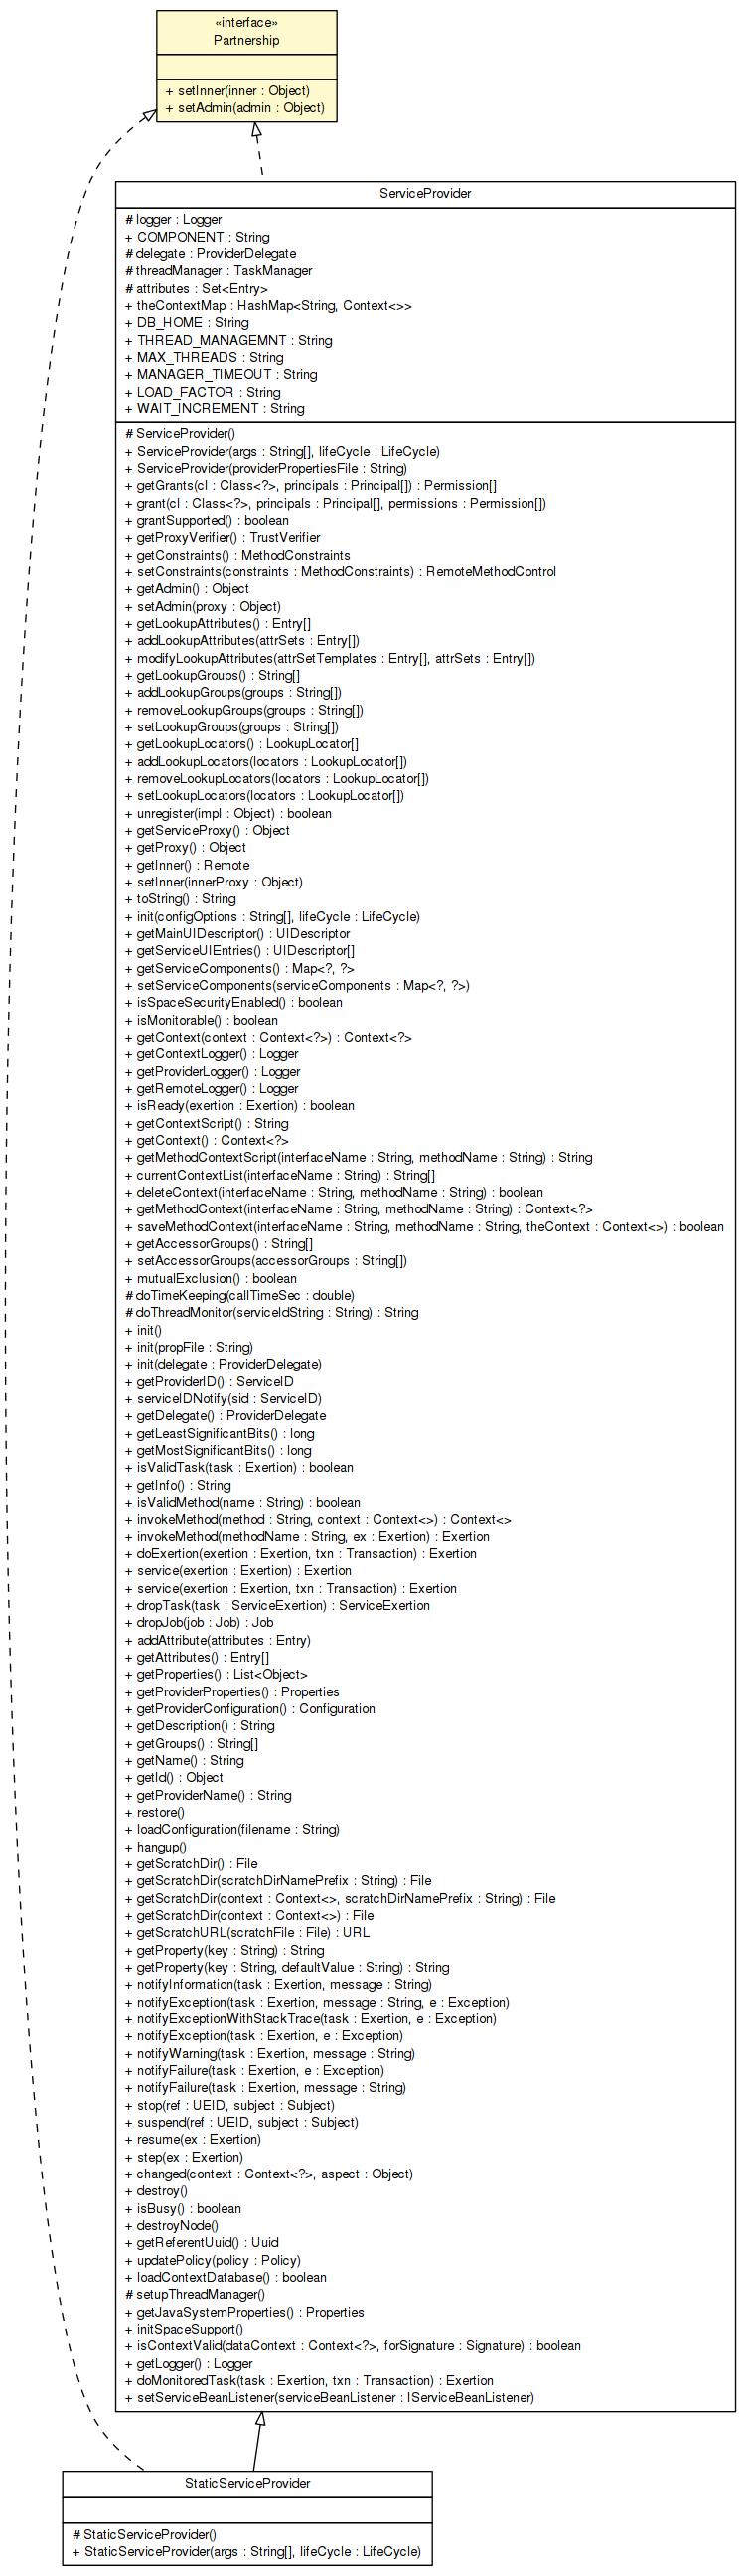 «interface»
Partnership
+ setInner(inner : Object)
+ setAdmin(admin : Object)
ServiceProvider
# logger : Logger
+ COMPONENT : String
# delegate : ProviderDelegate
# threadManager : TaskManager
# attributes : Set<Entry>
+ theContextMap : HashMap<String, Context<>>
+ DB_HOME : String
+ THREAD_MANAGEMNT : String
+ MAX_THREADS : String
+ MANAGER_TIMEOUT : String
+ LOAD_FACTOR : String
+ WAIT_INCREMENT : String
# ServiceProvider()
+ ServiceProvider(args : String[], lifeCycle : LifeCycle)
+ ServiceProvider(providerPropertiesFile : String)
+ getGrants(cl : Class<?>, principals : Principal[]) : Permission[]
+ grant(cl : Class<?>, principals : Principal[], permissions : Permission[])
+ grantSupported() : boolean
+ getProxyVerifier() : TrustVerifier
+ getConstraints() : MethodConstraints
+ setConstraints(constraints : MethodConstraints) : RemoteMethodControl
+ getAdmin() : Object
+ setAdmin(proxy : Object)
+ getLookupAttributes() : Entry[]
+ addLookupAttributes(attrSets : Entry[])
+ modifyLookupAttributes(attrSetTemplates : Entry[], attrSets : Entry[])
+ getLookupGroups() : String[]
+ addLookupGroups(groups : String[])
+ removeLookupGroups(groups : String[])
+ setLookupGroups(groups : String[])
+ getLookupLocators() : LookupLocator[]
+ addLookupLocators(locators : LookupLocator[])
+ removeLookupLocators(locators : LookupLocator[])
+ setLookupLocators(locators : LookupLocator[])
+ unregister(impl : Object) : boolean
+ getServiceProxy() : Object
+ getProxy() : Object
+ getInner() : Remote
+ setInner(innerProxy : Object)
+ toString() : String
+ init(configOptions : String[], lifeCycle : LifeCycle)
+ getMainUIDescriptor() : UIDescriptor
+ getServiceUIEntries() : UIDescriptor[]
+ getServiceComponents() : Map<?, ?>
+ setServiceComponents(serviceComponents : Map<?, ?>)
+ isSpaceSecurityEnabled() : boolean
+ isMonitorable() : boolean
+ getContext(context : Context<?>) : Context<?>
+ getContextLogger() : Logger
+ getProviderLogger() : Logger
+ getRemoteLogger() : Logger
+ isReady(exertion : Exertion) : boolean
+ getContextScript() : String
+ getContext() : Context<?>
+ getMethodContextScript(interfaceName : String, methodName : String) : String
+ currentContextList(interfaceName : String) : String[]
+ deleteContext(interfaceName : String, methodName : String) : boolean
+ getMethodContext(interfaceName : String, methodName : String) : Context<?>
+ saveMethodContext(interfaceName : String, methodName : String, theContext : Context<>) : boolean
+ getAccessorGroups() : String[]
+ setAccessorGroups(accessorGroups : String[])
+ mutualExclusion() : boolean
# doTimeKeeping(callTimeSec : double)
# doThreadMonitor(serviceIdString : String) : String
+ init()
+ init(propFile : String)
+ init(delegate : ProviderDelegate)
+ getProviderID() : ServiceID
+ serviceIDNotify(sid : ServiceID)
+ getDelegate() : ProviderDelegate
+ getLeastSignificantBits() : long
+ getMostSignificantBits() : long
+ isValidTask(task : Exertion) : boolean
+ getInfo() : String
+ isValidMethod(name : String) : boolean
+ invokeMethod(method : String, context : Context<>) : Context<>
+ invokeMethod(methodName : String, ex : Exertion) : Exertion
+ doExertion(exertion : Exertion, txn : Transaction) : Exertion
+ service(exertion : Exertion) : Exertion
+ service(exertion : Exertion, txn : Transaction) : Exertion
+ dropTask(task : ServiceExertion) : ServiceExertion
+ dropJob(job : Job) : Job
+ addAttribute(attributes : Entry)
+ getAttributes() : Entry[]
+ getProperties() : List<Object>
+ getProviderProperties() : Properties
+ getProviderConfiguration() : Configuration
+ getDescription() : String
+ getGroups() : String[]
+ getName() : String
+ getId() : Object
+ getProviderName() : String
+ restore()
+ loadConfiguration(filename : String)
+ hangup()
+ getScratchDir() : File
+ getScratchDir(scratchDirNamePrefix : String) : File
+ getScratchDir(context : Context<>, scratchDirNamePrefix : String) : File
+ getScratchDir(context : Context<>) : File
+ getScratchURL(scratchFile : File) : URL
+ getProperty(key : String) : String
+ getProperty(key : String, defaultValue : String) : String
+ notifyInformation(task : Exertion, message : String)
+ notifyException(task : Exertion, message : String, e : Exception)
+ notifyExceptionWithStackTrace(task : Exertion, e : Exception)
+ notifyException(task : Exertion, e : Exception)
+ notifyWarning(task : Exertion, message : String)
+ notifyFailure(task : Exertion, e : Exception)
+ notifyFailure(task : Exertion, message : String)
+ stop(ref : UEID, subject : Subject)
+ suspend(ref : UEID, subject : Subject)
+ resume(ex : Exertion)
+ step(ex : Exertion)
+ changed(context : Context<?>, aspect : Object)
+ destroy()
+ isBusy() : boolean
+ destroyNode()
+ getReferentUuid() : Uuid
+ updatePolicy(policy : Policy)
+ loadContextDatabase() : boolean
# setupThreadManager()
+ getJavaSystemProperties() : Properties
+ initSpaceSupport()
+ isContextValid(dataContext : Context<?>, forSignature : Signature) : boolean
+ getLogger() : Logger
+ doMonitoredTask(task : Exertion, txn : Transaction) : Exertion
+ setServiceBeanListener(serviceBeanListener : IServiceBeanListener)
StaticServiceProvider
# StaticServiceProvider()
+ StaticServiceProvider(args : String[], lifeCycle : LifeCycle)